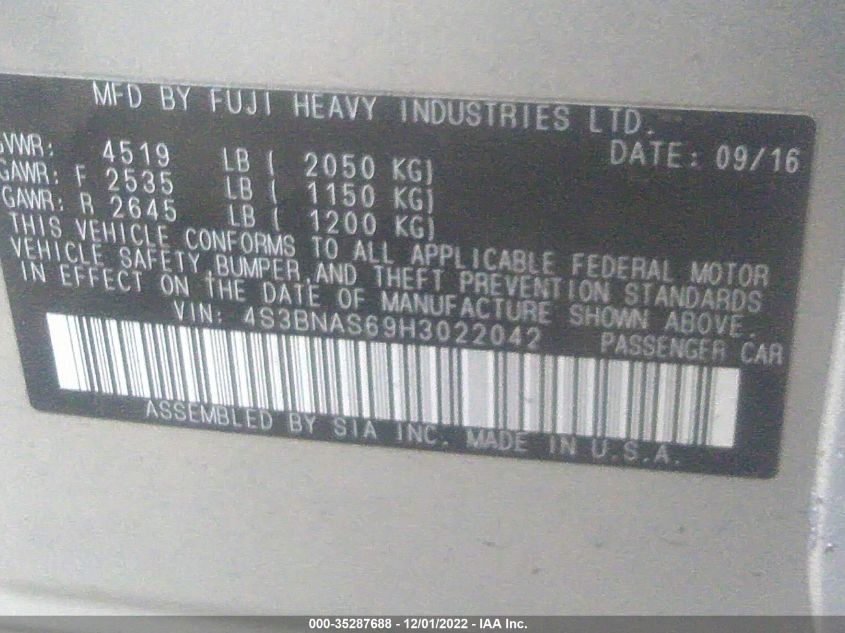 MFD BY FUJI HEAVY INDUSTRIES LTD.
GVWR: 4519 LB ( 2050 KG) DATE: 09/16
GAWR: F 2535 LB ( 1150 KG)
GAWR: R 2645 LB ( 1200 KG)
THIS VEHICLE CONFORMS TO ALL APPLICABLE FEDERAL MOTOR
VEHICLE SAFETY, BUMPER, AND THEFT PREVENTION STANDARDS
IN EFFECT ON THE DATE OF MANUFACTURE SHOWN ABOVE.
VIN: 4S3BNAS69H3022042 PASSENGER CAR
ASSEMBLED BY SIA INC. MADE IN U.S.A.
000-35287688 - 12/01/2022 - IAA Inc.